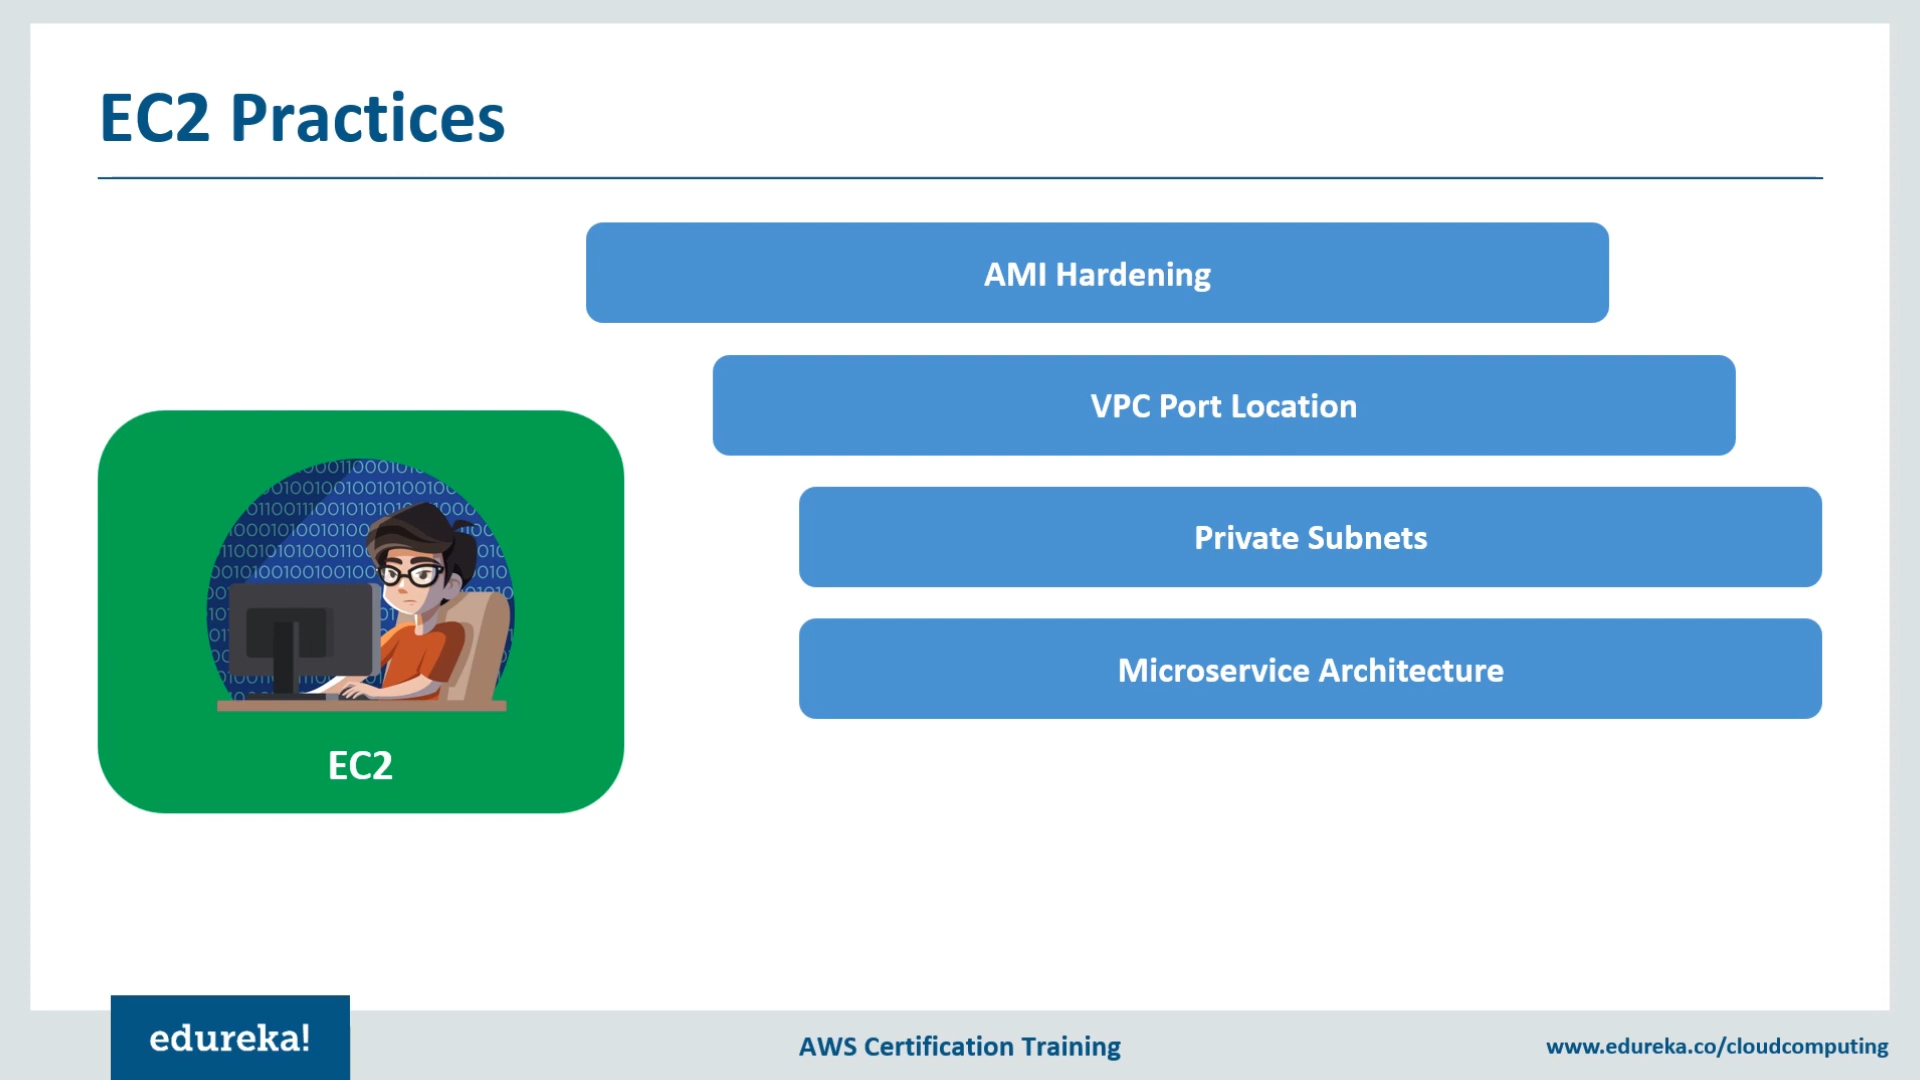 EC2 Practices
AMI Hardening
VPC Port Location
Private Subnets
Microservice Architecture
EC2
edureka!
AWS Certification Training
www.edureka.co/cloudcomputing